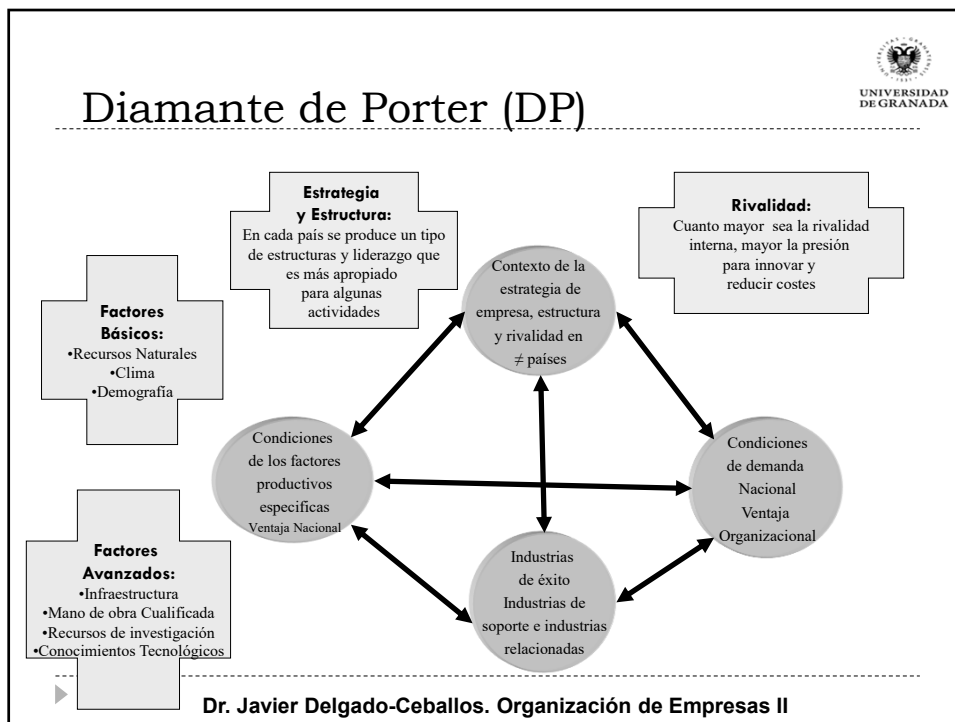 Diamante de Porter (DP)
UNIVERSIDAD
DE GRANADA
Estrategia
y Estructura:
En cada país se produce un tipo
de estructuras y liderazgo que
es más apropiado
para algunas
actividades
Rivalidad:
Cuanto mayor sea la rivalidad
interna, mayor la presión
para innovar y
reducir costes
Contexto de la
estrategia de
empresa, estructura
y rivalidad en
≠ países
Factores
Básicos:
•Recursos Naturales
•Clima
•Demografía
Condiciones
de los factores
productivos
especificas
Ventaja Nacional
Condiciones
de demanda
Nacional
Ventaja
Organizacional
Factores
Avanzados:
•Infraestructura
•Mano de obra Cualificada
•Recursos de investigación
•Conocimientos Tecnológicos
Industrias
de éxito
Industrias de
soporte e industrias
relacionadas
Dr. Javier Delgado-Ceballos. Organización de Empresas II